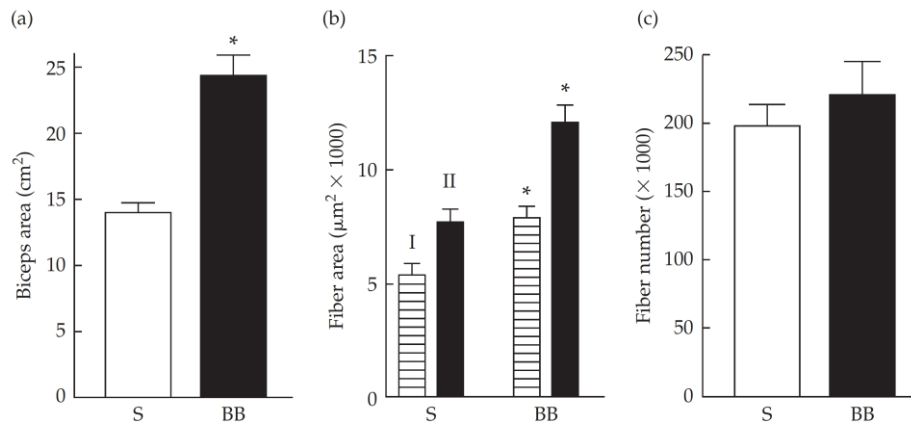 (a)
Biceps area (cm²)
25
20
15
10
5
0
*
S
BB
(b)
Fiber area (μm² × 1000)
15
10
5
0
I
II
*
*
S
BB
(c)
Fiber number (× 1000)
250
200
150
100
50
0
S
BB